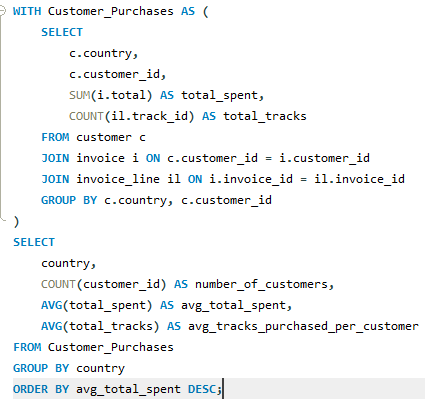 WITH Customer_Purchases AS (
    SELECT
        c.country,
        c.customer_id,
        SUM(i.total) AS total_spent,
        COUNT(il.track_id) AS total_tracks
    FROM customer c
    JOIN invoice i ON c.customer_id = i.customer_id
    JOIN invoice_line il ON i.invoice_id = il.invoice_id
    GROUP BY c.country, c.customer_id
)
SELECT
    country,
    COUNT(customer_id) AS number_of_customers,
    AVG(total_spent) AS avg_total_spent,
    AVG(total_tracks) AS avg_tracks_purchased_per_customer
FROM Customer_Purchases
GROUP BY country
ORDER BY avg_total_spent DESC;